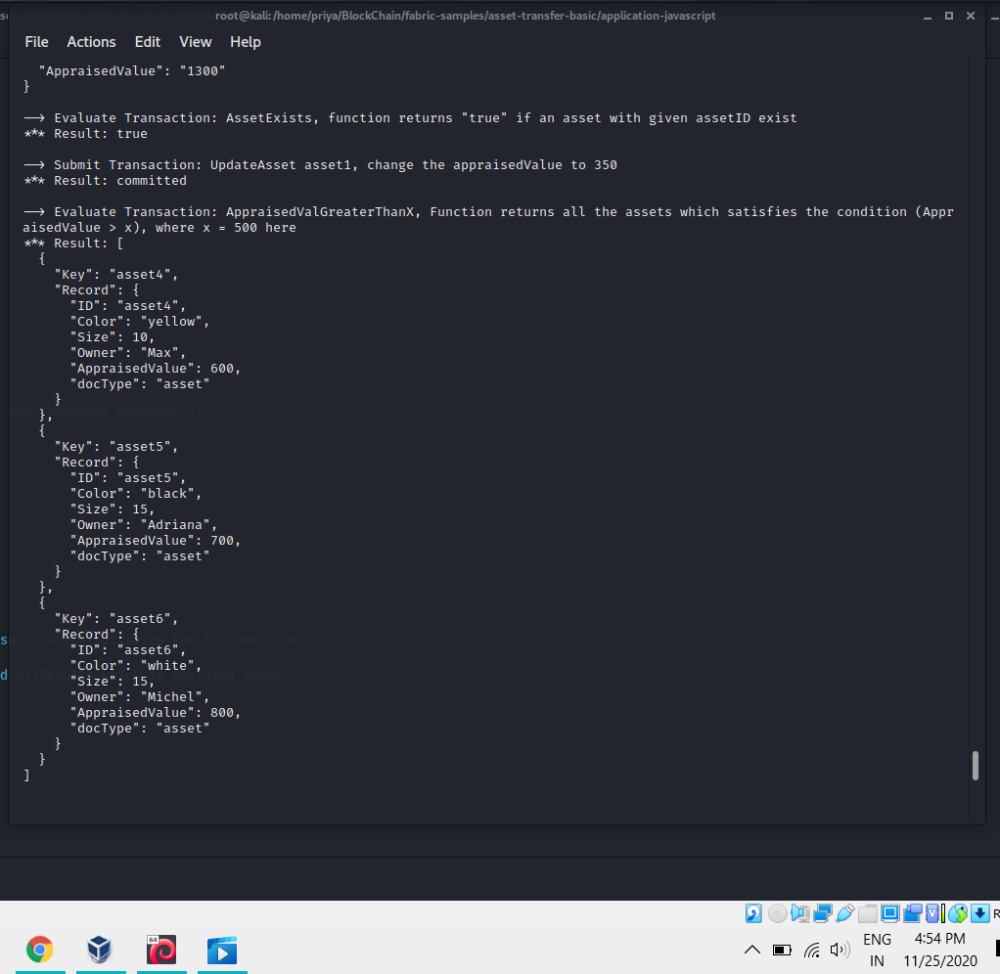 root@kali:/home/priya/BlockChain/fabric-samples/asset-transfer-basic/application-javascript
File Actions Edit View Help
"AppraisedValue": "1300"
}
—> Evaluate Transaction: AssetExists, function returns "true" if an asset with given assetID exist
*** Result: true
—> Submit Transaction: UpdateAsset asset1, change the appraisedValue to 350
*** Result: committed
—> Evaluate Transaction: AppraisedValGreaterThanX, Function returns all the assets which satisfies the condition (Appr
aisedValue > x), where x = 500 here
*** Result: [
{
"Key": "asset4",
"Record": {
"ID": "asset4",
"Color": "yellow",
"Size": 10,
"Owner": "Max",
"AppraisedValue": 600,
"docType": "asset"
}
},
{
"Key": "asset5",
"Record": {
"ID": "asset5",
"Color": "black",
"Size": 15,
"Owner": "Adriana",
"AppraisedValue": 700,
"docType": "asset"
}
},
{
"Key": "asset6",
"Record": {
"ID": "asset6",
"Color": "white",
"Size": 15,
"Owner": "Michel",
"AppraisedValue": 800,
"docType": "asset"
}
}
]
64
ENG 4:54 PM
IN 11/25/2020